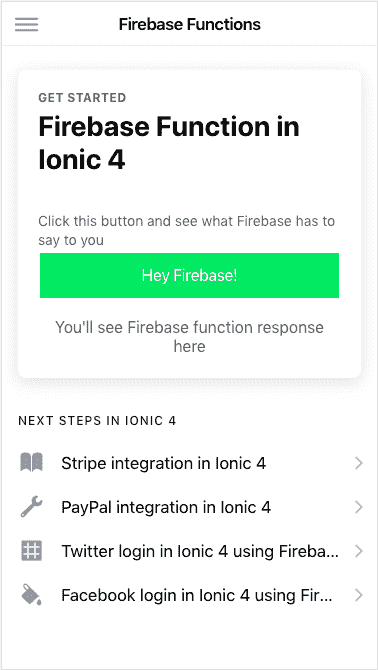 Firebase Functions
GET STARTED
Firebase Function in
Ionic 4
Click this button and see what Firebase has to
say to you
Hey Firebase!
You'll see Firebase function response
here
NEXT STEPS IN IONIC 4
Stripe integration in Ionic 4
PayPal integration in Ionic 4
Twitter login in Ionic 4 using Fireba...
Facebook login in Ionic 4 using Fir...